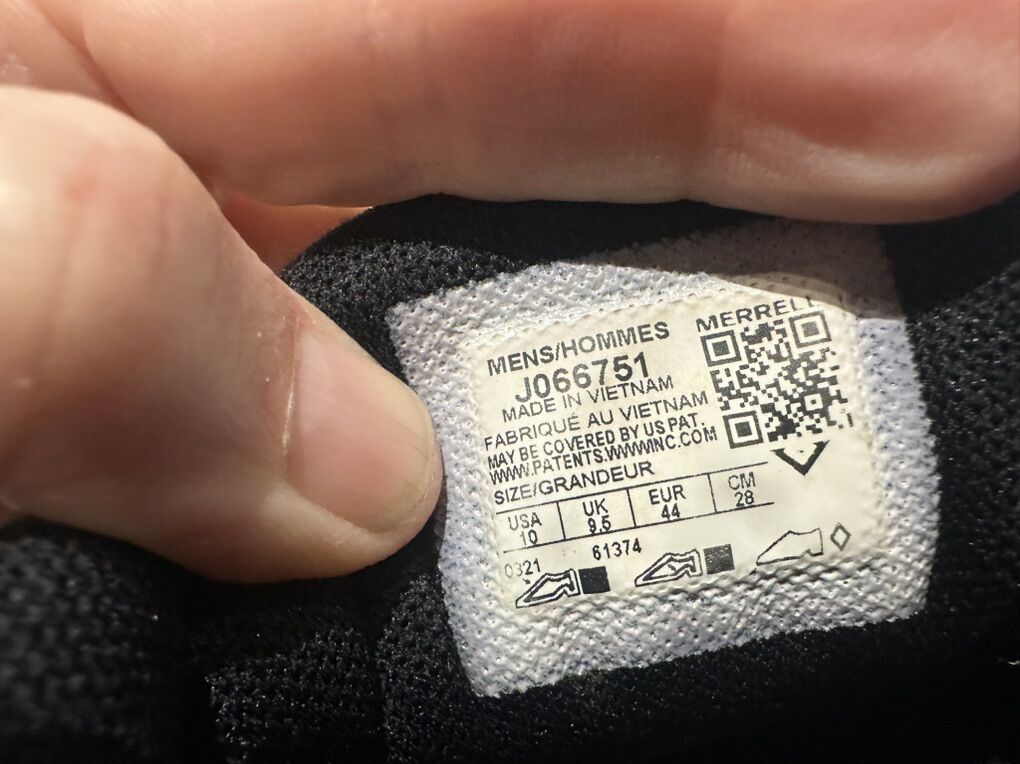 MENS/HOMMES
MERRELL
J066751
MADE IN VIETNAM
FABRIQUÉ AU VIETNAM
MAY BE COVERED BY US PAT.
WWW.PATENTS.WWWINC.COM
SIZE/GRANDEUR
USA UK EUR CM
10 9.5 44 28
0321 61374